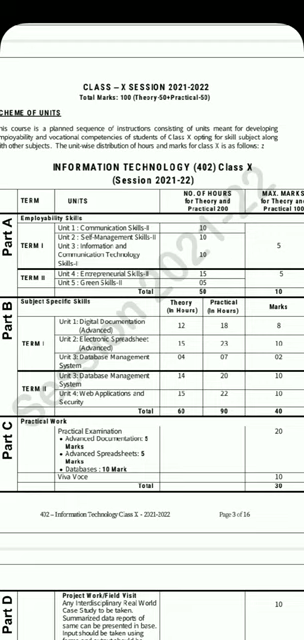 CLASS – X SESSION 2021-2022
Total Marks: 100 (Theory-50+Practical-50)
CHEME OF UNITS
his course is a planned sequence of instructions consisting of units meant for developing
mployability and vocational competencies of students of Class X opting for skill subject along
ith other subjects. The unit-wise distribution of hours and marks for class X is as follows: z
INFORMATION TECHNOLOGY (402) Class X
(Session 2021-22)
TERM UNITS NO. OF HOURS for Theory and Practical 200 MAX. MARKS for Theory and Practical 10
Part A
Employability Skills
TERM I
Unit 1 : Communication Skills-II 10
Unit 2 : Self-Management Skills-II 10
Unit 3 : Information and
Communication Technology 10
Skills-I
5
TERM II
Unit 4 : Entrepreneurial Skills-II 15 5
Unit 5 : Green Skills-II 05
Total 50 10
Part B
Subject Specific Skills Theory (In Hours) Practical (In Hours) Marks
TERM I
Unit 1: Digital Documentation
(Advanced) 12 18 8
Unit 2: Electronic Spreadsheet
(Advanced) 15 23 10
Unit 3: Database Management
System 04 07 02
TERM II
Unit 3: Database Management
System 14 20 10
Unit 4: Web Applications and
Security 15 22 10
Total 60 90 40
Part C
Practical Work
Practical Examination 20
• Advanced Documentation: 5
Marks
• Advanced Spreadsheets: 5
Marks
• Databases : 10 Mark
Viva Voce 10
Total 30
Session 2021-22
402 – Information Technology Class X – 2021-2022 Page 3 of 16
Part D
Project Work/Field Visit
Any Interdisciplinary Real World 10
Case Study to be taken.
Summarized data reports of
same can be presented in base.
Input should be taken using